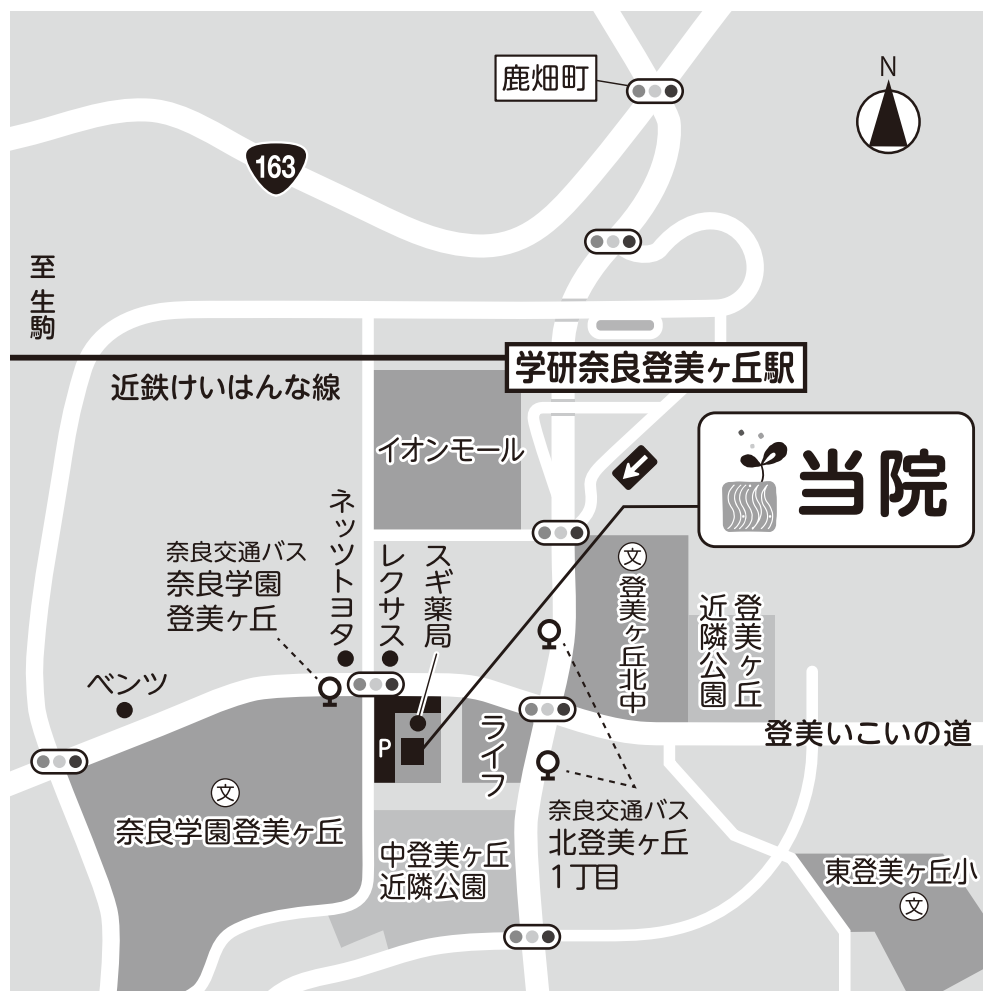 鹿畑町
N
163
至 生駒
学研奈良登美ヶ丘駅
近鉄けいはんな線
イオンモール
当院
ネッツトヨタ
レクサス
スギ薬局
奈良交通バス
奈良学園
登美ヶ丘
文
登美ヶ丘北中
登美ヶ丘
近隣公園
ベンツ
登美いこいの道
P
ライフ
文
奈良学園登美ヶ丘
奈良交通バス
北登美ヶ丘
1丁目
中登美ヶ丘
近隣公園
東登美ヶ丘小
文